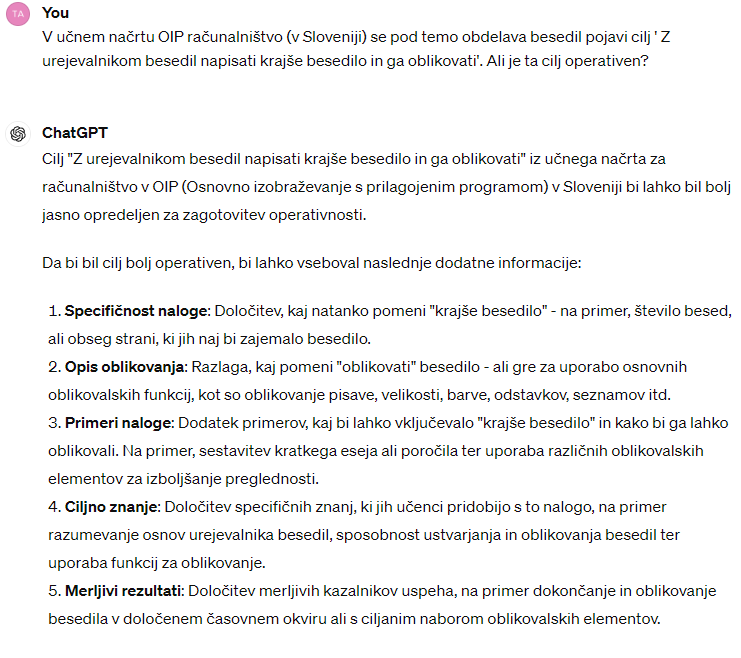 TA
You
V učnem načrtu OIP računalništvo (v Sloveniji) se pod temo obdelava besedil pojavi cilj ' Z
urejevalnikom besedil napisati krajše besedilo in ga oblikovati'. Ali je ta cilj operativen?
ChatGPT
Cilj "Z urejevalnikom besedil napisati krajše besedilo in ga oblikovati" iz učnega načrta za
računalništvo v OIP (Osnovno izobraževanje s prilagojenim programom) v Sloveniji bi lahko bil bolj
jasno opredeljen za zagotovitev operativnosti.
Da bi bil cilj bolj operativen, bi lahko vseboval naslednje dodatne informacije:
1. Specifičnost naloge: Določitev, kaj natanko pomeni "krajše besedilo" - na primer, število besed,
ali obseg strani, ki jih naj bi zajemalo besedilo.
2. Opis oblikovanja: Razlaga, kaj pomeni "oblikovati" besedilo - ali gre za uporabo osnovnih
oblikovalskih funkcij, kot so oblikovanje pisave, velikosti, barve, odstavkov, seznamov itd.
3. Primeri naloge: Dodatek primerov, kaj bi lahko vključevalo "krajše besedilo" in kako bi ga lahko
oblikovali. Na primer, sestavitev kratkega eseja ali poročila ter uporaba različnih oblikovalskih
elementov za izboljšanje preglednosti.
4. Ciljno znanje: Določitev specifičnih znanj, ki jih učenci pridobijo s to nalogo, na primer
razumevanje osnov urejevalnika besedil, sposobnost ustvarjanja in oblikovanja besedil ter
uporaba funkcij za oblikovanje.
5. Merljivi rezultati: Določitev merljivih kazalnikov uspeha, na primer dokončanje in oblikovanje
besedila v določenem časovnem okviru ali s ciljanim naborom oblikovalskih elementov.